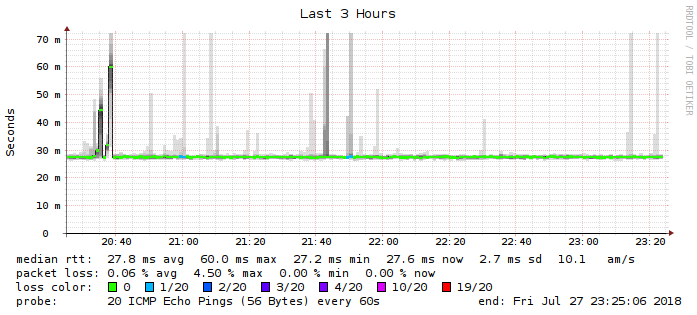 Last 3 Hours
RRDTOOL / TOBI OETIKER
Seconds
70 m
60 m
50 m
40 m
30 m
20 m
10 m
0
20:40 21:00 21:20 21:40 22:00 22:20 22:40 23:00 23:20
median rtt: 27.8 ms avg 60.0 ms max 27.2 ms min 27.6 ms now 2.7 ms sd 10.1 am/s
packet loss: 0.06 % avg 4.50 % max 0.00 % min 0.00 % now
loss color: 0 1/20 2/20 3/20 4/20 10/20 19/20
probe: 20 ICMP Echo Pings (56 Bytes) every 60s end: Fri Jul 27 23:25:06 2018